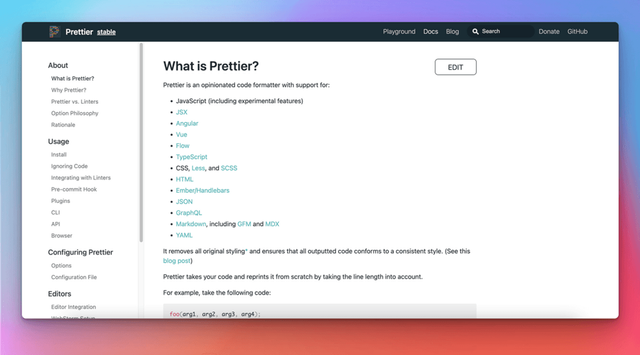 Prettier stable
Playground Docs Blog Search Donate GitHub
About
What is Prettier?
Why Prettier?
Prettier vs. Linters
Option Philosophy
Rationale
Usage
Install
Ignoring Code
Integrating with Linters
Pre-commit Hook
Plugins
CLI
API
Browser
Configuring Prettier
Options
Configuration File
Editors
Editor Integration
What is Prettier?
EDIT
Prettier is an opinionated code formatter with support for:
• JavaScript (including experimental features)
• JSX
• Angular
• Vue
• Flow
• TypeScript
• CSS, Less, and SCSS
• HTML
• Ember/Handlebars
• JSON
• GraphQL
• Markdown, including GFM and MDX
• YAML
It removes all original styling* and ensures that all outputted code conforms to a consistent style. (See this
blog post)
Prettier takes your code and reprints it from scratch by taking the line length into account.
For example, take the following code:
foo(arg1, arg2, arg3, arg4);